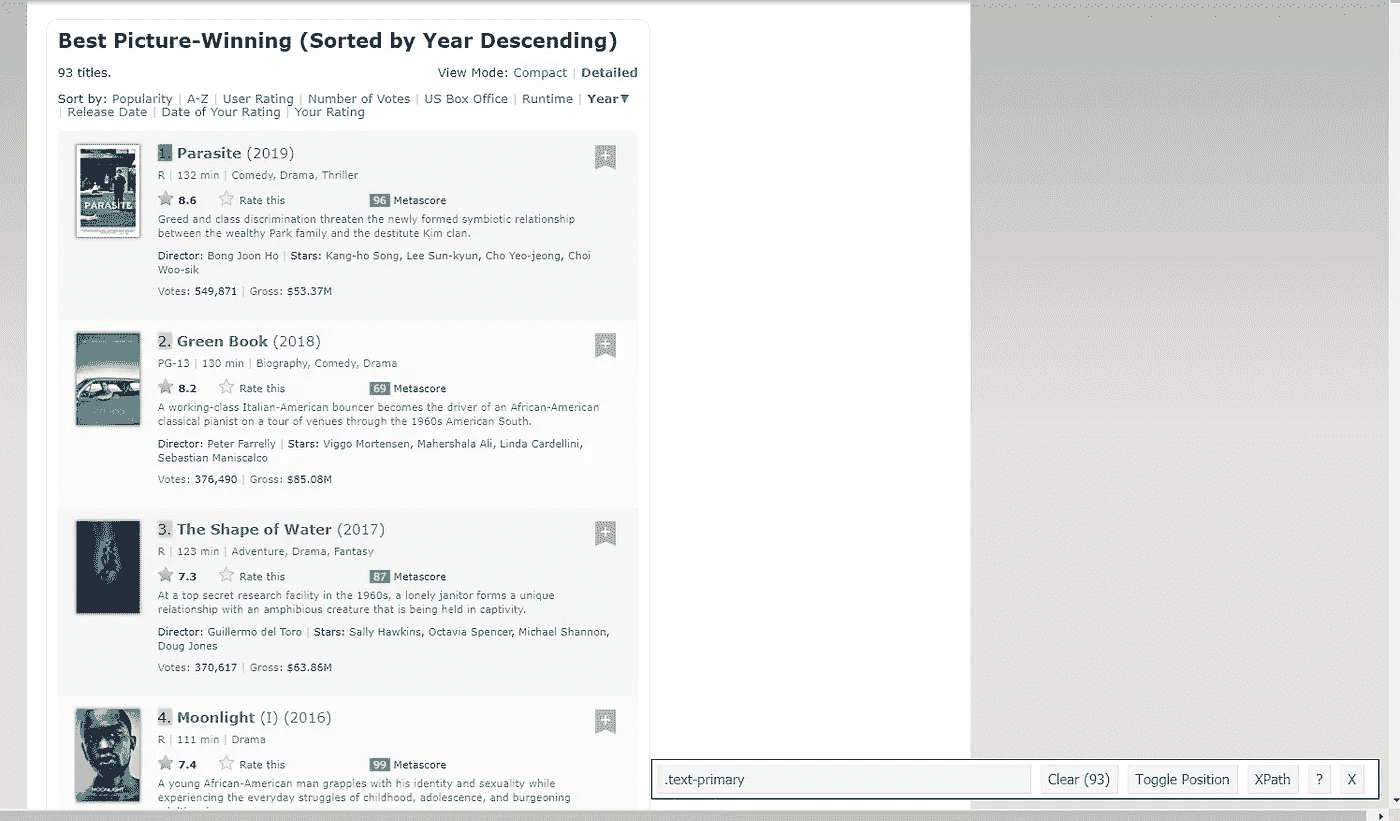 Best Picture-Winning (Sorted by Year Descending)
93 titles.
View Mode: Compact | Detailed
Sort by: Popularity | A-Z | User Rating | Number of Votes | US Box Office | Runtime | Year▼
| Release Date | Date of Your Rating | Your Rating
PARASITE
1. Parasite (2019)
R | 132 min | Comedy, Drama, Thriller
8.6 Rate this 96 Metascore
Greed and class discrimination threaten the newly formed symbiotic relationship
between the wealthy Park family and the destitute Kim clan.
Director: Bong Joon Ho | Stars: Kang-ho Song, Lee Sun-kyun, Cho Yeo-jeong, Choi
Woo-sik
Votes: 549,871 | Gross: $53.37M
2. Green Book (2018)
PG-13 | 130 min | Biography, Comedy, Drama
8.2 Rate this 69 Metascore
A working-class Italian-American bouncer becomes the driver of an African-American
classical pianist on a tour of venues through the 1960s American South.
Director: Peter Farrelly | Stars: Viggo Mortensen, Mahershala Ali, Linda Cardellini,
Sebastian Maniscalco
Votes: 376,490 | Gross: $85.08M
3. The Shape of Water (2017)
R | 123 min | Adventure, Drama, Fantasy
7.3 Rate this 87 Metascore
At a top secret research facility in the 1960s, a lonely janitor forms a unique
relationship with an amphibious creature that is being held in captivity.
Director: Guillermo del Toro | Stars: Sally Hawkins, Octavia Spencer, Michael Shannon,
Doug Jones
Votes: 370,617 | Gross: $63.86M
MOONLIGHT
4. Moonlight (I) (2016)
R | 111 min | Drama
7.4 Rate this 99 Metascore
A young African-American man grapples with his identity and sexuality while
experiencing the everyday struggles of childhood, adolescence, and burgeoning
.text-primary
Clear (93)
Toggle Position
XPath
?
X